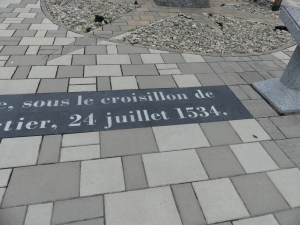 , sous le croisillon de
tier, 24 juillet 1534.